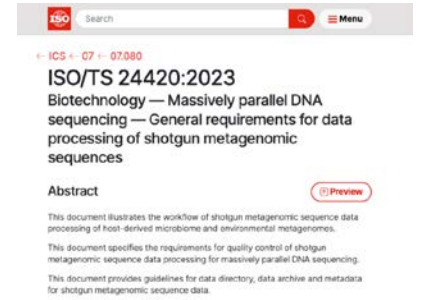 ISO
Search
Menu
← ICS ← 07 ← 07.080
ISO/TS 24420:2023
Biotechnology — Massively parallel DNA
sequencing — General requirements for data
processing of shotgun metagenomic
sequences
Abstract
Preview
This document illustrates the workflow of shotgun metagenomic sequence data
processing of host-derived microbiome and environmental metagenomes.
This document specifies the requirements for quality control of shotgun
metagenomic sequence data processing for massively parallel DNA sequencing.
This document provides guidelines for data directory, data archive and metadata
for shotgun metagenomic sequence data.